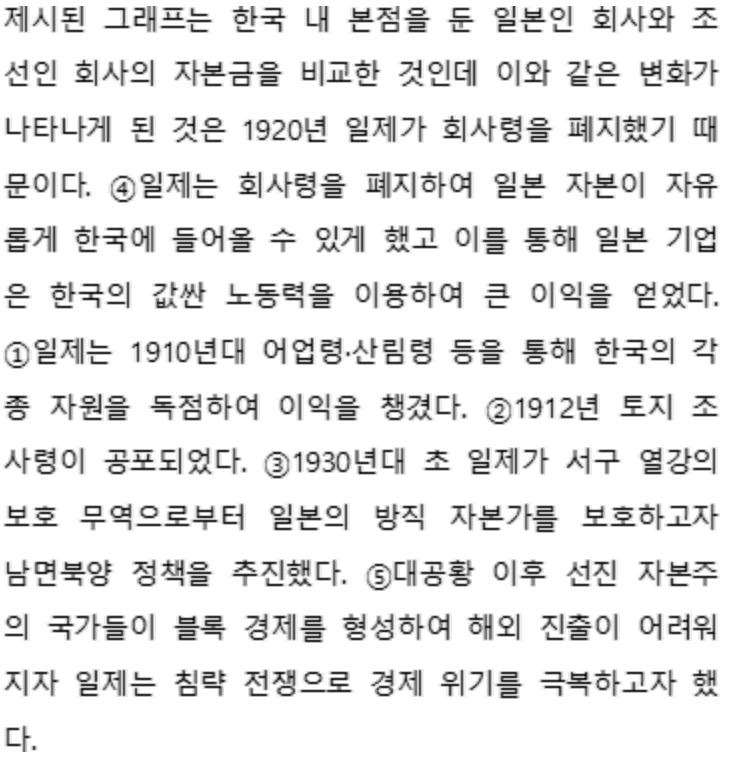 제시된 그래프는 한국 내 본점을 둔 일본인 회사와 조
선인 회사의 자본금을 비교한 것인데 이와 같은 변화가
나타나게 된 것은 1920년 일제가 회사령을 폐지했기 때
문이다. ④일제는 회사령을 폐지하여 일본 자본이 자유
롭게 한국에 들어올 수 있게 했고 이를 통해 일본 기업
은 한국의 값싼 노동력을 이용하여 큰 이익을 얻었다.
①일제는 1910년대 어업령·산림령 등을 통해 한국의 각
종 자원을 독점하여 이익을 챙겼다. ②1912년 토지 조
사령이 공포되었다. ③1930년대 초 일제가 서구 열강의
보호 무역으로부터 일본의 방직 자본가를 보호하고자
남면북양 정책을 추진했다. ⑤대공황 이후 선진 자본주
의 국가들이 블록 경제를 형성하여 해외 진출이 어려워
지자 일제는 침략 전쟁으로 경제 위기를 극복하고자 했
다.